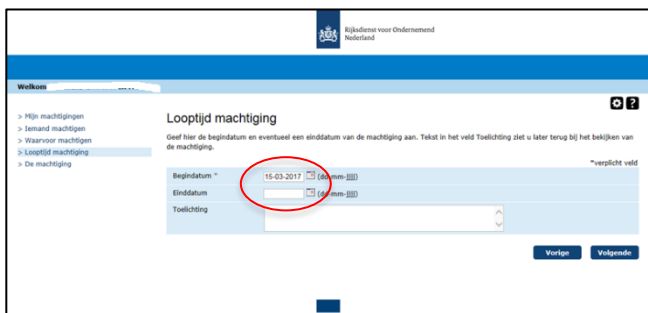 Rijksdienst voor Ondernemend
Nederland
Welkom
> Mijn machtigingen
> Iemand machtigen
> Waarvoor machtigen
> Looptijd machtiging
> De machtiging
?
Looptijd machtiging
Geef hier de begindatum en eventueel een einddatum van de machtiging aan. Tekst in het veld Toelichting ziet u later terug bij het bekijken van
de machtiging.
*verplicht veld
Begindatum * 15-03-2017 (dd-mm-jjjj)
Einddatum (dd-mm-jjjj)
Toelichting
Vorige Volgende